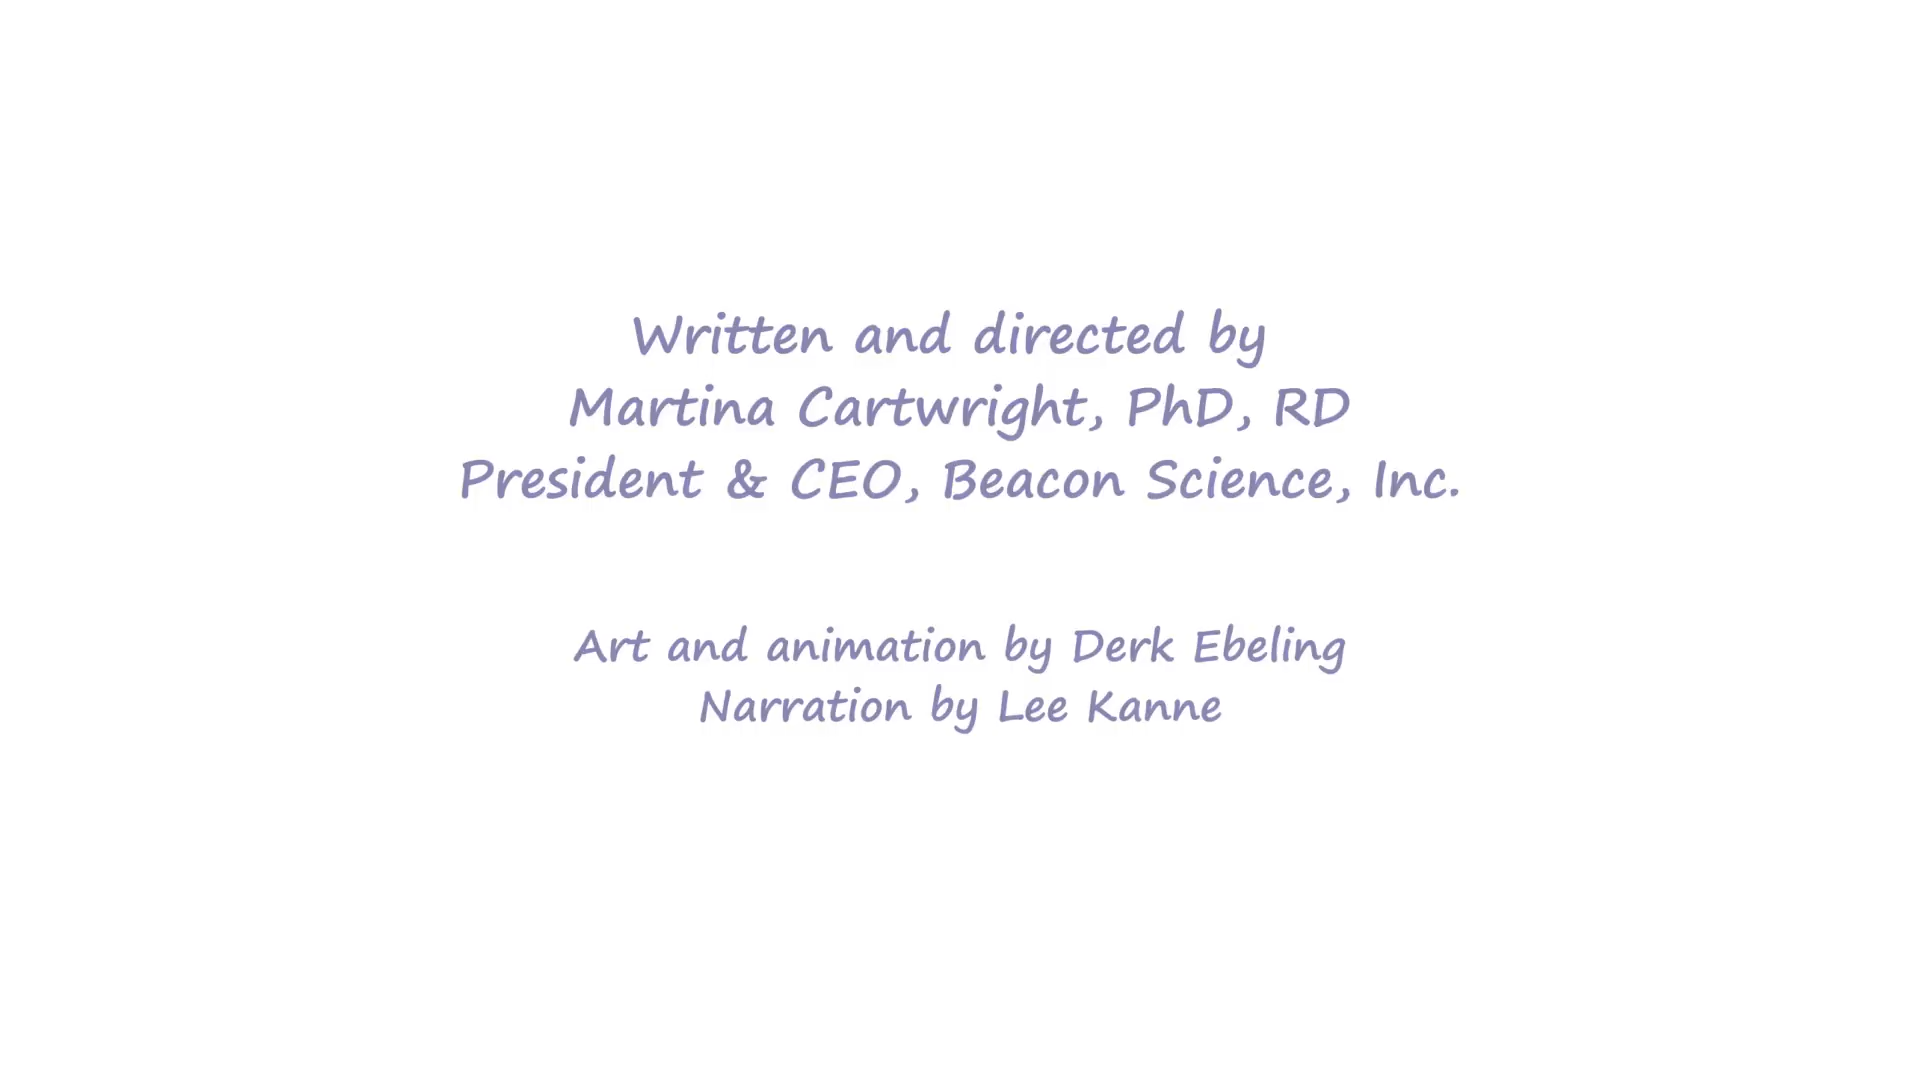 Written and directed by
Martina Cartwright, PhD, RD
President & CEO, Beacon Science, Inc.
Art and animation by Derk Ebeling
Narration by Lee Kanne